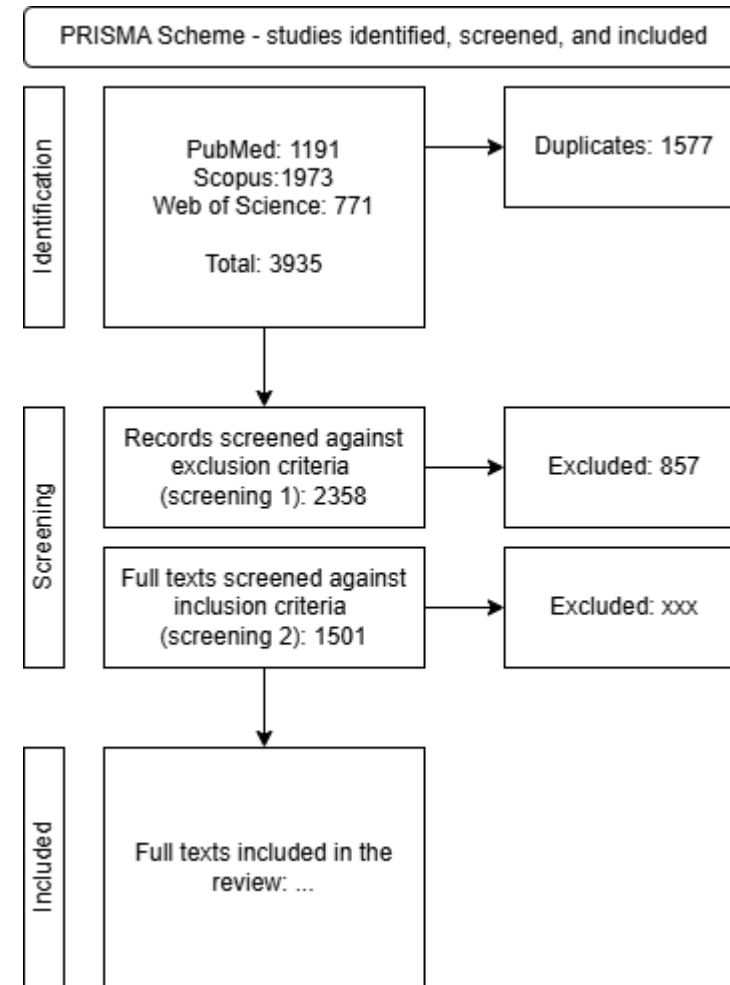 PRISMA Scheme - studies identified, screened, and included
Identification
PubMed: 1191
Scopus:1973
Web of Science: 771
Total: 3935
Duplicates: 1577
Screening
Records screened against
exclusion criteria
(screening 1): 2358
Excluded: 857
Full texts screened against
inclusion criteria
(screening 2): 1501
Excluded: xxx
Included
Full texts included in the
review: ...